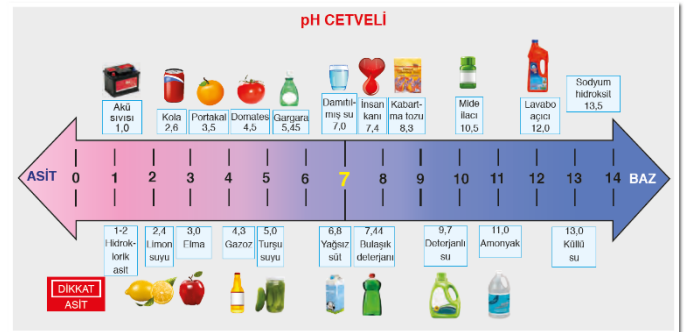 pH CETVELİ
Akü
sıvısı
1,0
Kola
2,6
Portakal
3,5
Domates
4,5
Gargara
5,45
Damıtıl-
mış su
7,0
İnsan
kanı
7,4
Kabart-
ma tozu
8,3
Mide
ilacı
10,5
Lavabo
açıcı
12,0
Sodyum
hidroksit
13,5
ASİT 0 1 2 3 4 5 6 7 8 9 10 11 12 13 14 BAZ
1-2
Hidrok-
lorik
asit
2,4
Limon
suyu
3,0
Elma
4,3
Gazoz
5,0
Turşu
suyu
6,8
Yağsız
süt
7,44
Bulaşık
deterjanı
9,7
Deterjanlı
su
11,0
Amonyak
13,0
Küllü
su
DİKKAT
ASİT